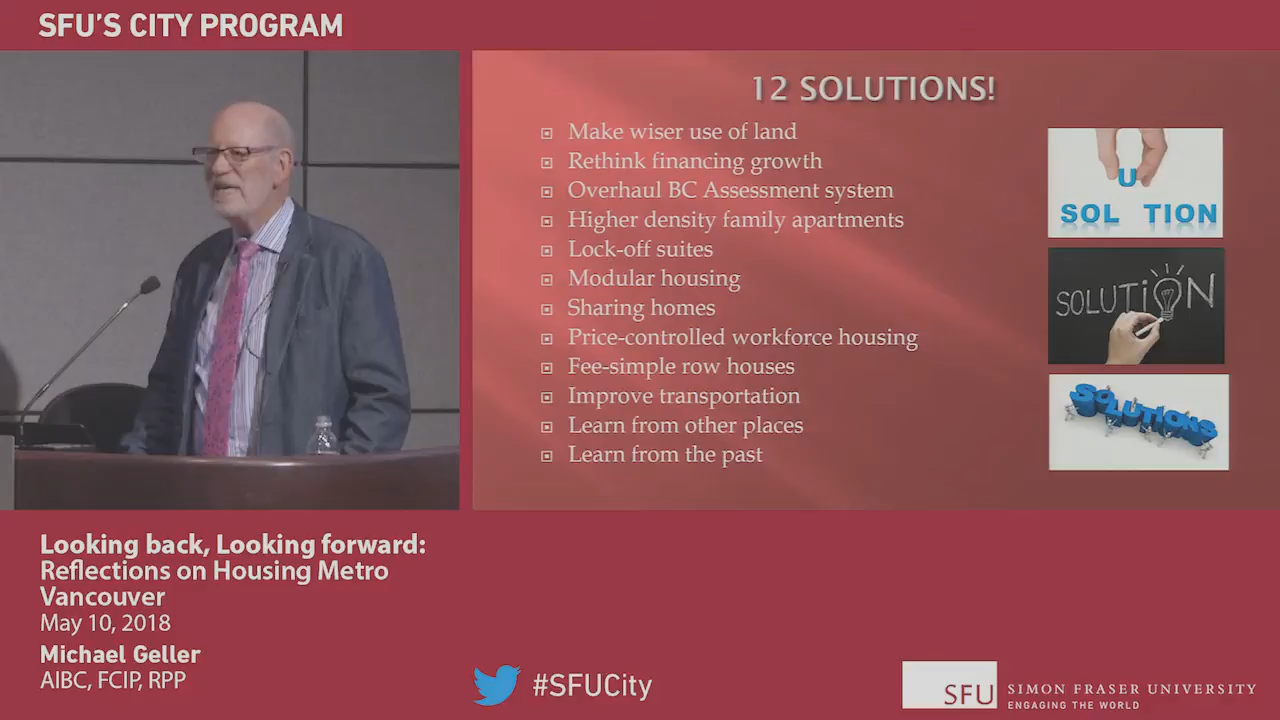 SFU'S CITY PROGRAM
12 SOLUTIONS!
Make wiser use of land
Rethink financing growth
Overhaul BC Assessment system
Higher density family apartments
Lock-off suites
Modular housing
Sharing homes
Price-controlled workforce housing
Fee-simple row houses
Improve transportation
Learn from other places
Learn from the past
U
SOL TION
SOLUTiON
SOLUTIONS
Looking back, Looking forward:
Reflections on Housing Metro
Vancouver
May 10, 2018
Michael Geller
AIBC, FCIP, RPP
#SFUCity
SFU
SIMON FRASER UNIVERSITY
ENGAGING THE WORLD